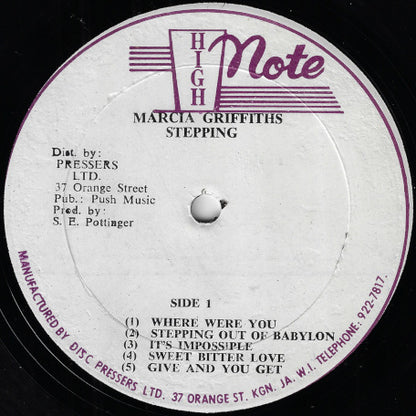 HIGH Note
MARCIA GRIFFITHS
STEPPING
Dist. by:
PRESSERS
LTD.
37 Orange Street
Pub.: Push Music
Prod. by:
S. E. Pottinger
SIDE 1
(1) WHERE WERE YOU
(2) STEPPING OUT OF BABYLON
(3) IT'S IMPOSSIPLE
(4) SWEET BITTER LOVE
(5) GIVE AND YOU GET
MANUFACTURED BY DISC PRESSERS LTD. 37 ORANGE ST. KGN. JA, W.I. TELEPHONE: 922-7817.